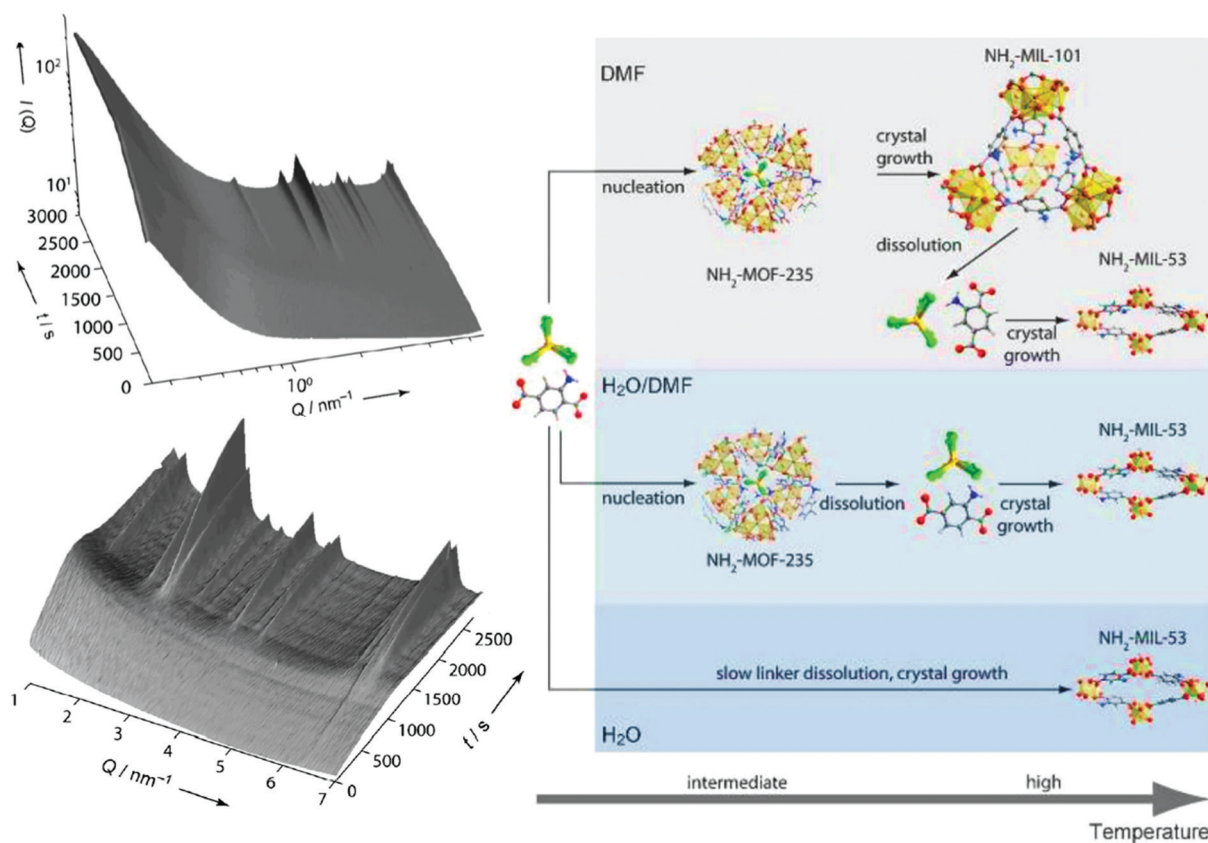 I (Q)
10²
10¹
3000
2500
2000
1500
1000
500
0
t / s
10⁰
Q / nm⁻¹
1
2
3
4
5
6
7
Q / nm⁻¹
0
500
1000
1500
2000
2500
t / s
DMF
NH₂-MIL-101
nucleation
crystal
growth
NH₂-MOF-235
dissolution
NH₂-MIL-53
crystal
growth
H₂O/DMF
NH₂-MIL-53
nucleation
dissolution
crystal
growth
NH₂-MOF-235
NH₂-MIL-53
slow linker dissolution, crystal growth
H₂O
intermediate
high
Temperature